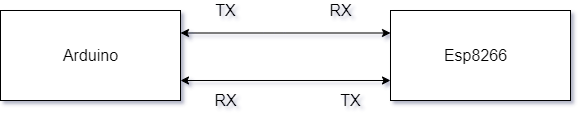 TX RX
Arduino Esp8266
RX TX